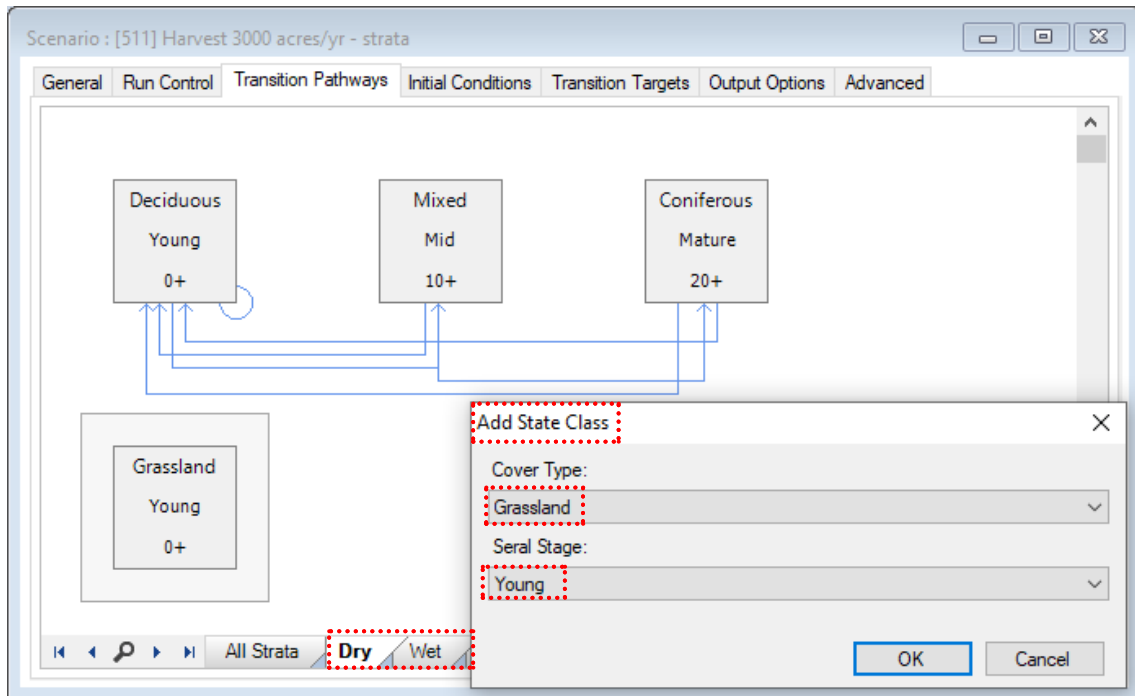 Scenario : [511] Harvest 3000 acres/yr - strata
General Run Control Transition Pathways Initial Conditions Transition Targets Output Options Advanced
Deciduous
Young
0+
Mixed
Mid
10+
Coniferous
Mature
20+
Grassland
Young
0+
Add State Class
Cover Type:
Grassland
Seral Stage:
Young
OK Cancel
All Strata Dry Wet